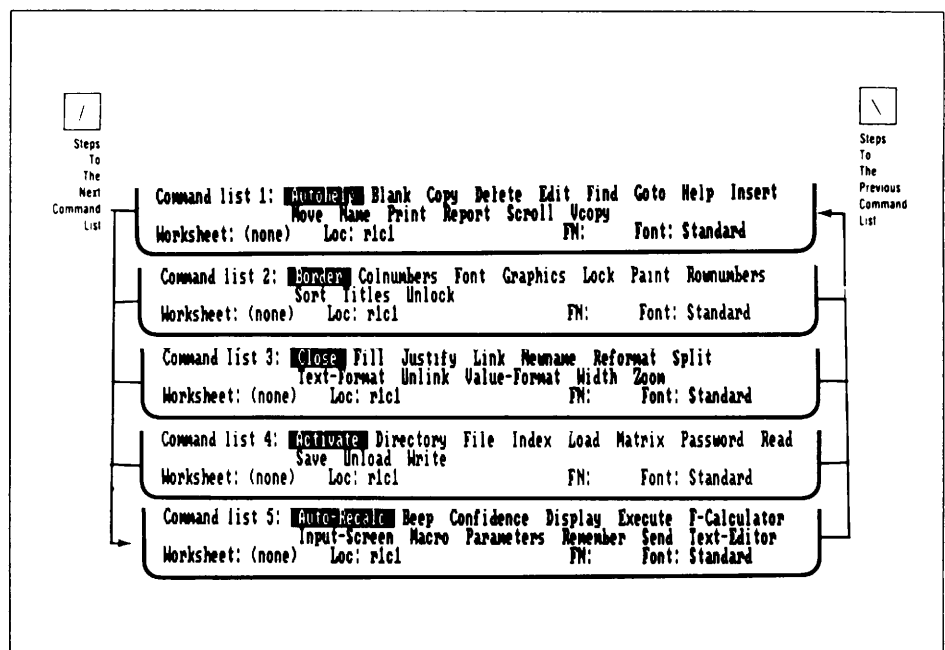 /
Steps
To
The
Next
Command
List
\
Steps
To
The
Previous
Command
List
Command list 1: Autohelp Blank Copy Delete Edit Find Goto Help Insert
Move Name Print Report Scroll Vcopy
Worksheet: (none) Loc: r1c1 FN: Font: Standard
Command list 2: Border Colnumbers Font Graphics Lock Paint Rownumbers
Sort Titles Unlock
Worksheet: (none) Loc: r1c1 FN: Font: Standard
Command list 3: Close Fill Justify Link Newname Reformat Split
Text-Format Unlink Value-Format Width Zoom
Worksheet: (none) Loc: r1c1 FN: Font: Standard
Command list 4: Activate Directory File Index Load Matrix Password Read
Save Unload Write
Worksheet: (none) Loc: r1c1 FN: Font: Standard
Command list 5: Auto-Recalc Beep Confidence Display Execute F-Calculator
Input-Screen Macro Parameters Remember Send Text-Editor
Worksheet: (none) Loc: r1c1 FN: Font: Standard